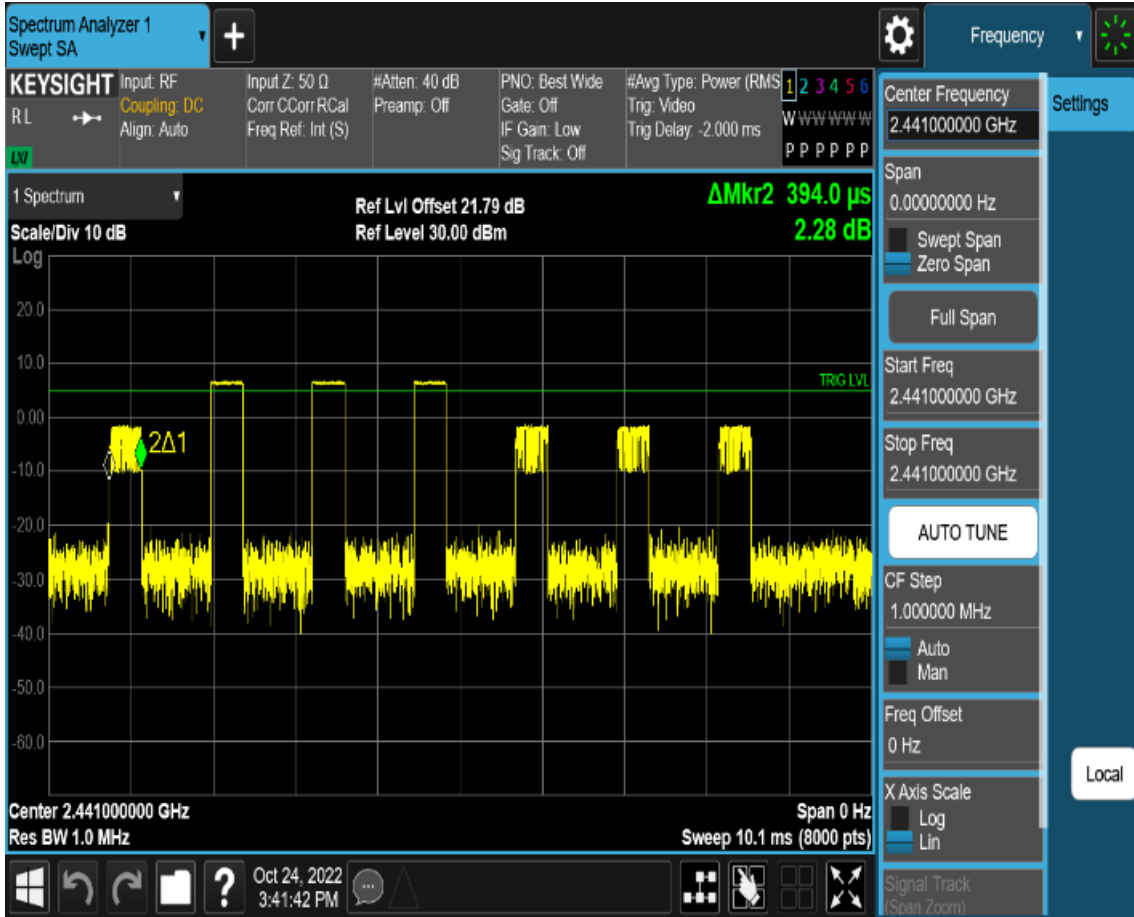 Spectrum Analyzer 1
Swept SA
+
Frequency
KEYSIGHT
RL
LXI
Input: RF
Coupling: DC
Align: Auto
Input Z: 50 Ω
Corr CCorr RCal
Freq Ref: Int (S)
#Atten: 40 dB
Preamp: Off
PNO: Best Wide
Gate: Off
IF Gain: Low
Sig Track: Off
#Avg Type: Power (RMS
Trig: Video
Trig Delay: -2.000 ms
1 2 3 4 5 6
W W W W W W
P P P P P P
1 Spectrum
Scale/Div 10 dB
Ref Lvl Offset 21.79 dB
Ref Level 30.00 dBm
ΔMkr2 394.0 µs
2.28 dB
Log
20.0
10.0
0.00
-10.0
-20.0
-30.0
-40.0
-50.0
-60.0
TRIG LVL
2Δ1
Center 2.441000000 GHz
Res BW 1.0 MHz
Span 0 Hz
Sweep 10.1 ms (8000 pts)
Center Frequency
2.441000000 GHz
Span
0.00000000 Hz
Swept Span
Zero Span
Full Span
Start Freq
2.441000000 GHz
Stop Freq
2.441000000 GHz
AUTO TUNE
CF Step
1.000000 MHz
Auto
Man
Freq Offset
0 Hz
X Axis Scale
Log
Lin
Signal Track
(Span Zoom)
Settings
Local
?
Oct 24, 2022
3:41:42 PM